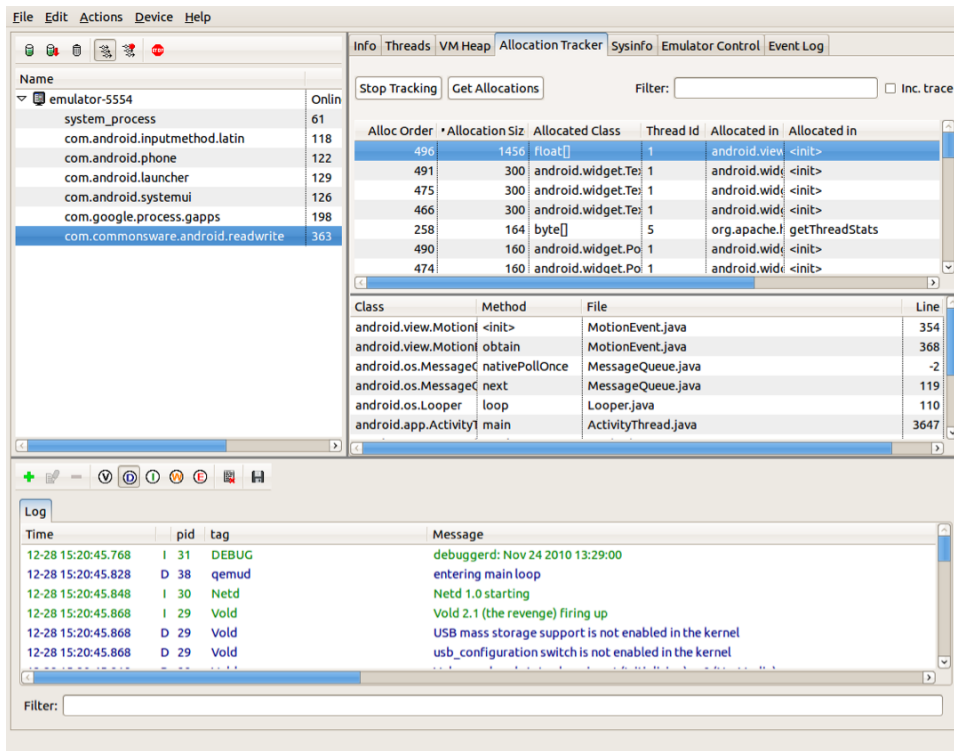 File Edit Actions Device Help
Info Threads VM Heap Allocation Tracker Sysinfo Emulator Control Event Log
Name
emulator-5554 Onlin
system_process 61
com.android.inputmethod.latin 118
com.android.phone 122
com.android.launcher 129
com.android.systemui 126
com.google.process.gapps 198
com.commonsware.android.readwrite 363
Stop Tracking Get Allocations Filter: Inc. trace
Alloc Order Allocation Siz Allocated Class Thread Id Allocated in Allocated in
496 1456 float[] 1 android.view <init>
491 300 android.widget.Te 1 android.widg <init>
475 300 android.widget.Te 1 android.widg <init>
466 300 android.widget.Te 1 android.widg <init>
258 164 byte[] 5 org.apache.h getThreadStats
490 160 android.widget.Po 1 android.widg <init>
474 160 android.widget.Po 1 android.wid <init>
Class Method File Line
android.view.Motion <init> MotionEvent.java 354
android.view.Motion obtain MotionEvent.java 368
android.os.Message nativePollOnce MessageQueue.java -2
android.os.Message next MessageQueue.java 119
android.os.Looper loop Looper.java 110
android.app.Activity main ActivityThread.java 3647
V D I W E
Log
Time pid tag Message
12-28 15:20:45.768 I 31 DEBUG debuggerd: Nov 24 2010 13:29:00
12-28 15:20:45.828 D 38 qemud entering main loop
12-28 15:20:45.848 I 30 Netd Netd 1.0 starting
12-28 15:20:45.868 I 29 Vold Vold 2.1 (the revenge) firing up
12-28 15:20:45.868 D 29 Vold USB mass storage support is not enabled in the kernel
12-28 15:20:45.868 D 29 Vold usb_configuration switch is not enabled in the kernel
Filter: